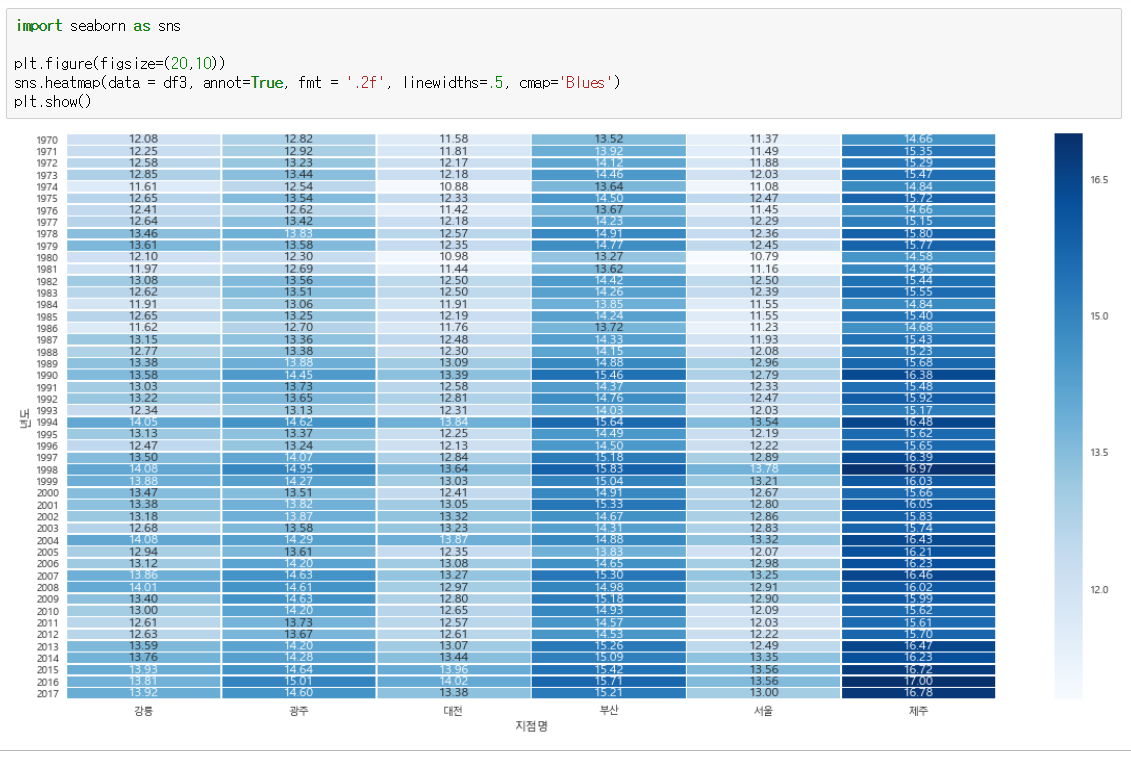 import seaborn as sns
plt.figure(figsize=(20,10))
sns.heatmap(data = df3, annot=True, fmt = '.2f', linewidths=.5, cmap='Blues')
plt.show()
1970 12.08 12.82 11.58 13.52 11.37 14.66
1971 12.25 12.92 11.81 13.92 11.49 15.35
1972 12.58 13.23 12.17 14.12 11.88 15.29
1973 12.85 13.44 12.18 14.46 12.03 15.47
1974 11.61 12.54 10.88 13.64 11.08 14.84
1975 12.65 13.54 12.33 14.50 12.47 15.72
1976 12.41 12.62 11.42 13.67 11.45 14.66
1977 12.64 13.42 12.18 14.23 12.29 15.15
1978 13.46 13.83 12.57 14.91 12.36 15.80
1979 13.61 13.58 12.35 14.77 12.45 15.77
1980 12.10 12.30 10.98 13.27 10.79 14.58
1981 11.97 12.69 11.44 13.62 11.16 14.96
1982 13.08 13.56 12.50 14.42 12.50 15.44
1983 12.62 13.51 12.50 14.26 12.39 15.55
1984 11.91 13.06 11.91 13.85 11.55 14.84
1985 12.65 13.25 12.19 14.24 11.55 15.40
1986 11.62 12.70 11.76 13.72 11.23 14.68
1987 13.15 13.36 12.48 14.33 11.93 15.43
1988 12.77 13.38 12.30 14.15 12.08 15.23
1989 13.38 13.88 13.09 14.88 12.96 15.68
1990 13.58 14.45 13.39 15.46 12.79 16.38
1991 13.03 13.73 12.58 14.37 12.33 15.48
1992 13.22 13.65 12.81 14.76 12.47 15.92
1993 12.34 13.13 12.31 14.03 12.03 15.17
1994 14.05 14.62 13.84 15.64 13.54 16.48
1995 13.13 13.37 12.25 14.49 12.19 15.62
1996 12.47 13.24 12.13 14.50 12.22 15.65
1997 13.50 14.07 12.84 15.18 12.89 16.39
1998 14.08 14.95 13.64 15.83 13.78 16.97
1999 13.88 14.27 13.03 15.04 13.21 16.03
2000 13.47 13.51 12.41 14.91 12.67 15.66
2001 13.38 13.82 13.05 15.33 12.80 16.05
2002 13.18 13.87 13.32 14.67 12.86 15.83
2003 12.68 13.58 13.23 14.31 12.83 15.74
2004 14.08 14.29 13.87 14.88 13.32 16.43
2005 12.94 13.61 12.35 13.83 12.07 16.21
2006 13.12 14.20 13.08 14.65 12.98 16.23
2007 13.86 14.63 13.27 15.30 13.25 16.46
2008 14.01 14.61 12.97 14.98 12.91 16.02
2009 13.40 14.63 12.80 15.18 12.90 15.99
2010 13.00 14.20 12.65 14.93 12.09 15.62
2011 12.61 13.73 12.57 14.57 12.03 15.61
2012 12.63 13.67 12.61 14.53 12.22 15.70
2013 13.59 14.20 13.07 15.26 12.49 16.47
2014 13.76 14.28 13.44 15.09 13.35 16.23
2015 13.93 14.64 13.96 15.42 13.56 16.72
2016 13.81 15.01 14.02 15.71 13.56 17.00
2017 13.92 14.60 13.38 15.21 13.00 16.78
년도
강릉 광주 대전 부산 서울 제주
지점명
16.5
15.0
13.5
12.0